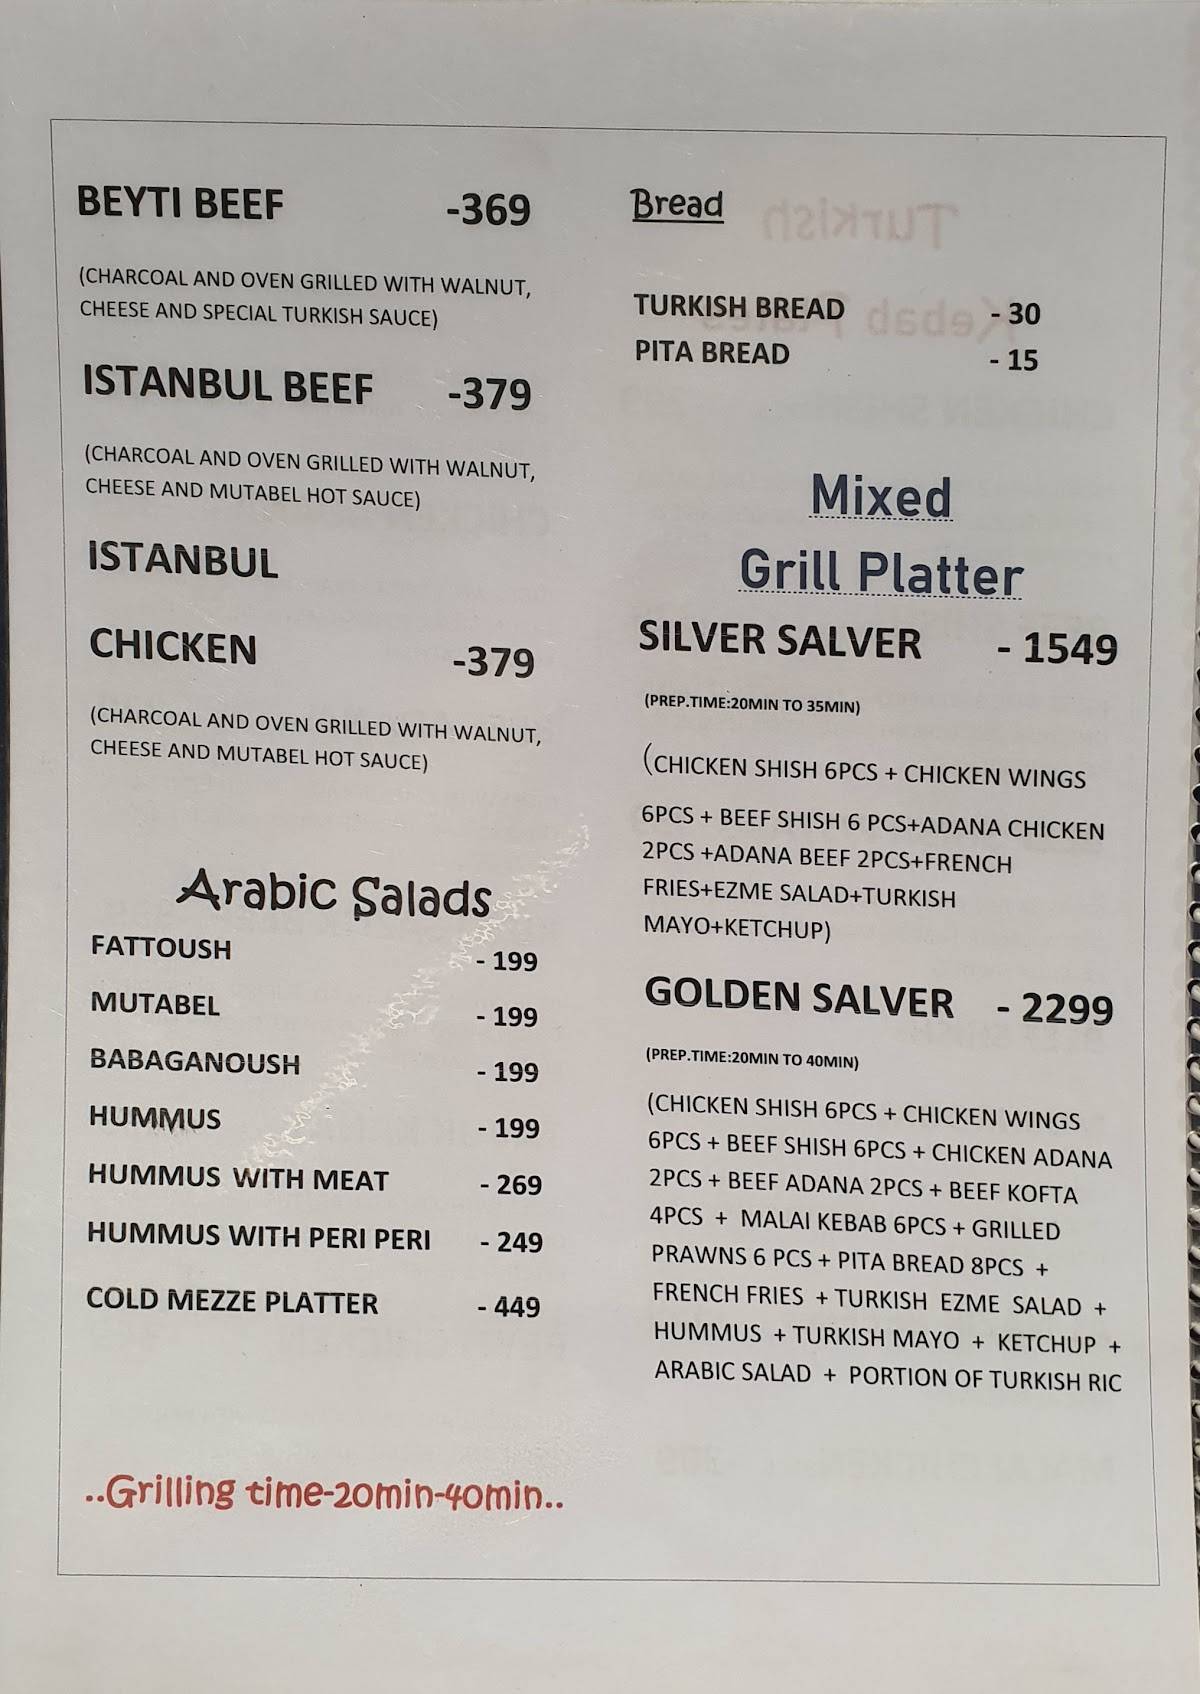 BEYTI BEEF -369
(CHARCOAL AND OVEN GRILLED WITH WALNUT,
CHEESE AND SPECIAL TURKISH SAUCE)
ISTANBUL BEEF -379
(CHARCOAL AND OVEN GRILLED WITH WALNUT,
CHEESE AND MUTABEL HOT SAUCE)
ISTANBUL
CHICKEN -379
(CHARCOAL AND OVEN GRILLED WITH WALNUT,
CHEESE AND MUTABEL HOT SAUCE)
Arabic Salads
FATTOUSH - 199
MUTABEL - 199
BABAGANOUSH - 199
HUMMUS - 199
HUMMUS WITH MEAT - 269
HUMMUS WITH PERI PERI - 249
COLD MEZZE PLATTER - 449
..Grilling time-20min-40min..
Bread
TURKISH BREAD - 30
PITA BREAD - 15
Mixed
Grill Platter
SILVER SALVER - 1549
(PREP.TIME:20MIN TO 35MIN)
(CHICKEN SHISH 6PCS + CHICKEN WINGS
6PCS + BEEF SHISH 6 PCS+ADANA CHICKEN
2PCS +ADANA BEEF 2PCS+FRENCH
FRIES+EZME SALAD+TURKISH
MAYO+KETCHUP)
GOLDEN SALVER - 2299
(PREP.TIME:20MIN TO 40MIN)
(CHICKEN SHISH 6PCS + CHICKEN WINGS
6PCS + BEEF SHISH 6PCS + CHICKEN ADANA
2PCS + BEEF ADANA 2PCS + BEEF KOFTA
4PCS + MALAI KEBAB 6PCS + GRILLED
PRAWNS 6 PCS + PITA BREAD 8PCS +
FRENCH FRIES + TURKISH EZME SALAD +
HUMMUS + TURKISH MAYO + KETCHUP +
ARABIC SALAD + PORTION OF TURKISH RIC